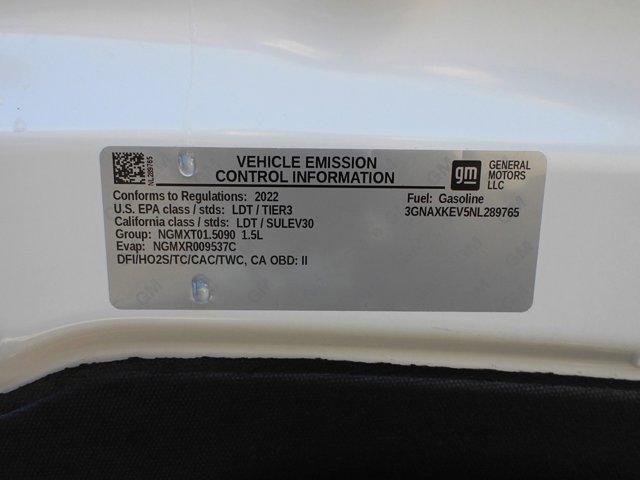 NL289765
VEHICLE EMISSION
CONTROL INFORMATION
gm
GENERAL
MOTORS
LLC
Conforms to Regulations: 2022
Fuel: Gasoline
U.S. EPA class / stds: LDT / TIER3
3GNAXKEV5NL289765
California class / stds: LDT / SULEV30
Group: NGMXT01.5090 1.5L
Evap: NGMXR009537C
DFI/HO2S/TC/CAC/TWC, CA OBD: II